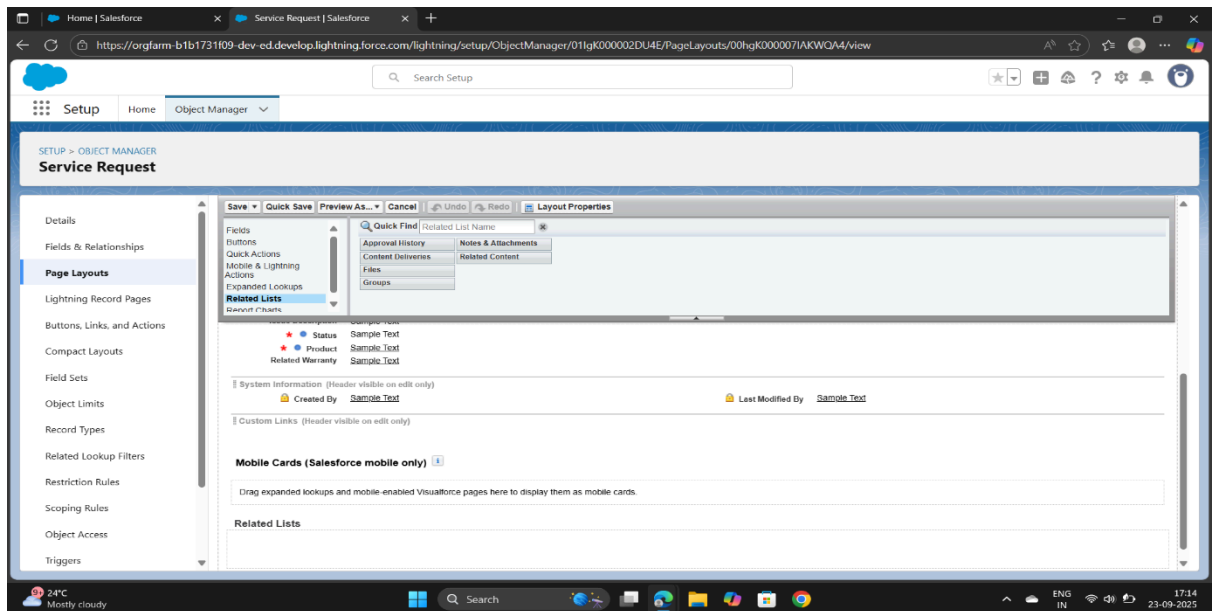 Home | Salesforce
Service Request | Salesforce
https://orgfarm-b1b1731f09-dev-ed.develop.lightning.force.com/lightning/setup/ObjectManager/01IgK000002DU4E/PageLayouts/00hgK000007IAKWQA4/view
Search Setup
Setup Home Object Manager
SETUP > OBJECT MANAGER
Service Request
Details
Fields & Relationships
Page Layouts
Lightning Record Pages
Buttons, Links, and Actions
Compact Layouts
Field Sets
Object Limits
Record Types
Related Lookup Filters
Restriction Rules
Scoping Rules
Object Access
Triggers
Save Quick Save Preview As... Cancel Undo Redo Layout Properties
Fields
Buttons
Quick Actions
Mobile & Lightning
Actions
Expanded Lookups
Related Lists
Report Charts
Quick Find Related List Name
Approval History Notes & Attachments
Content Deliveries Related Content
Files
Groups
* Status Sample Text
* Product Sample Text
Related Warranty Sample Text
System Information (Header visible on edit only)
Created By Sample Text Last Modified By Sample Text
Custom Links (Header visible on edit only)
Mobile Cards (Salesforce mobile only) i
Drag expanded lookups and mobile-enabled Visualforce pages here to display them as mobile cards.
Related Lists
24°C
Mostly cloudy
Search
ENG
IN
17:14
23-09-2025